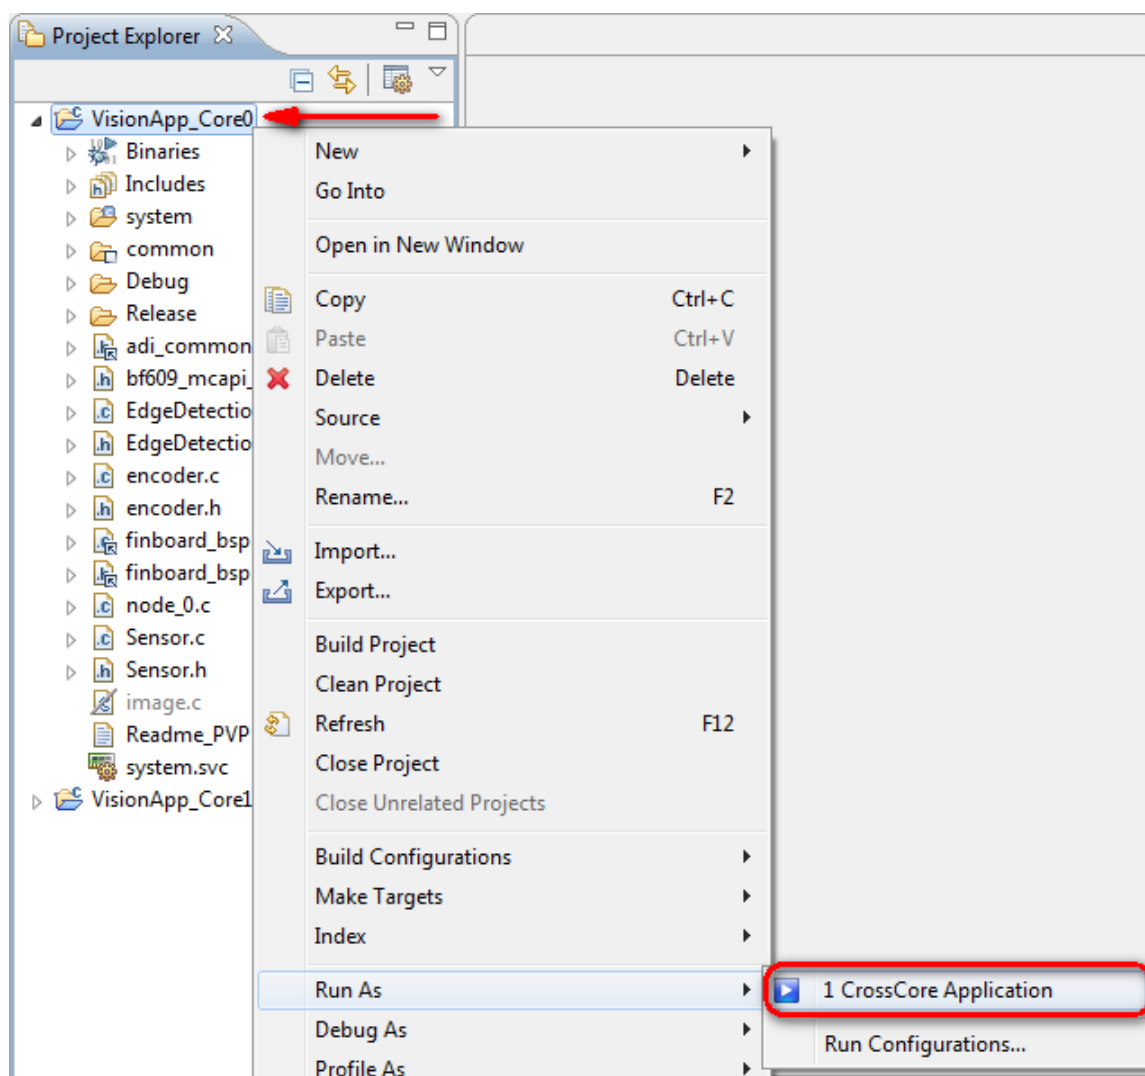 Project Explorer
VisionApp_Core0
Binaries
Includes
system
common
Debug
Release
adi_common
bf609_mcapi_
EdgeDetectio
EdgeDetectio
encoder.c
encoder.h
finboard_bsp
finboard_bsp
node_0.c
Sensor.c
Sensor.h
image.c
Readme_PVP
system.svc
VisionApp_Core1
New
Go Into
Open in New Window
Copy Ctrl+C
Paste Ctrl+V
Delete Delete
Source
Move...
Rename... F2
Import...
Export...
Build Project
Clean Project
Refresh F12
Close Project
Close Unrelated Projects
Build Configurations
Make Targets
Index
Run As
Debug As
Profile As
1 CrossCore Application
Run Configurations...